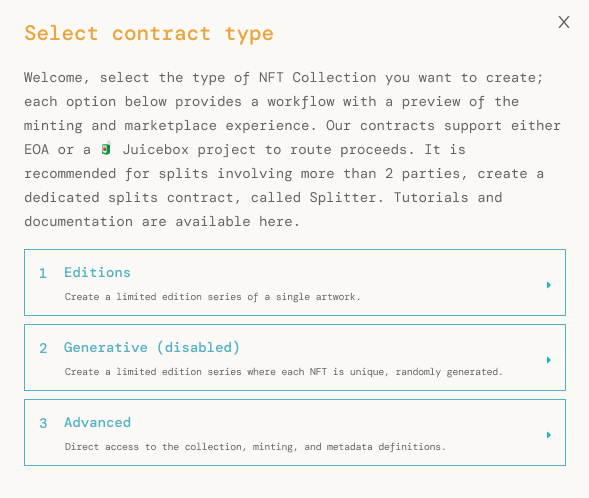 Select contract type
X
Welcome, select the type of NFT Collection you want to create;
each option below provides a workflow with a preview of the
minting and marketplace experience. Our contracts support either
EOA or a 🧃 Juicebox project to route proceeds. It is
recommended for splits involving more than 2 parties, create a
dedicated splits contract, called Splitter. Tutorials and
documentation are available here.
1 Editions
Create a limited edition series of a single artwork.
2 Generative (disabled)
Create a limited edition series where each NFT is unique, randomly generated.
3 Advanced
Direct access to the collection, minting, and metadata definitions.